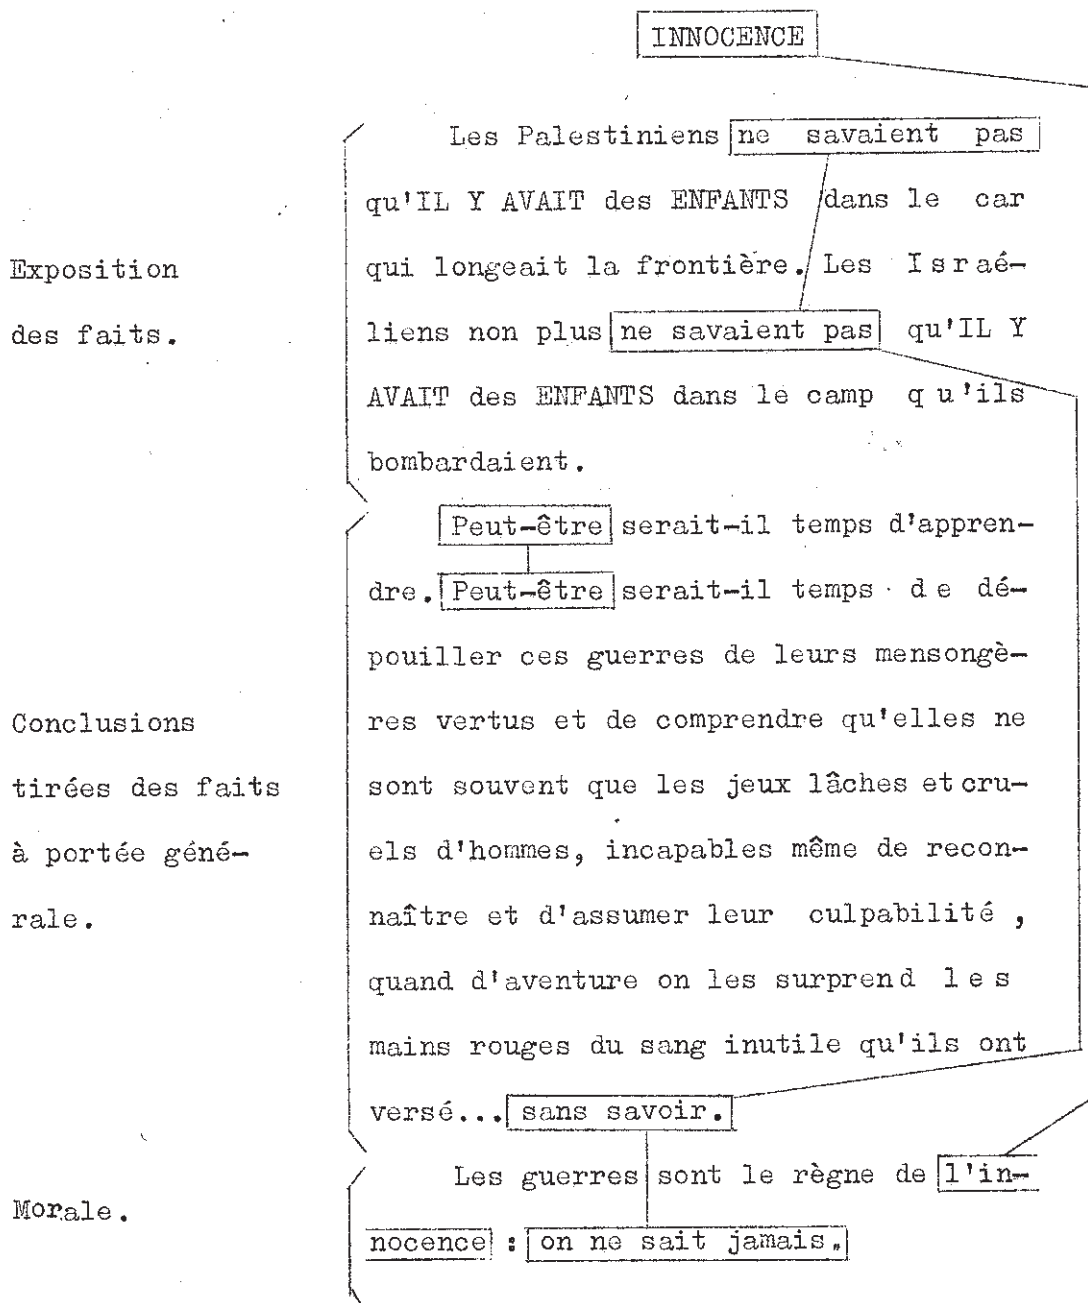 INNOCENCE
Les Palestiniens ne savaient pas
qu'IL Y AVAIT des ENFANTS dans le car
Exposition
des faits.
qui longeait la frontière. Les Israé-
liens non plus ne savaient pas qu'IL Y
AVAIT des ENFANTS dans le camp qu'ils
bombardaient.
Peut-être serait-il temps d'appren-
dre. Peut-être serait-il temps de dé-
pouiller ces guerres de leurs mensongè-
Conclusions
tirées des faits
à portée géné-
rale.
res vertus et de comprendre qu'elles ne
sont souvent que les jeux lâches et cru-
els d'hommes, incapables même de recon-
naître et d'assumer leur culpabilité,
quand d'aventure on les surprend les
mains rouges du sang inutile qu'ils ont
versé... sans savoir.
Morale.
Les guerres sont le règne de l'in-
nocence : on ne sait jamais.